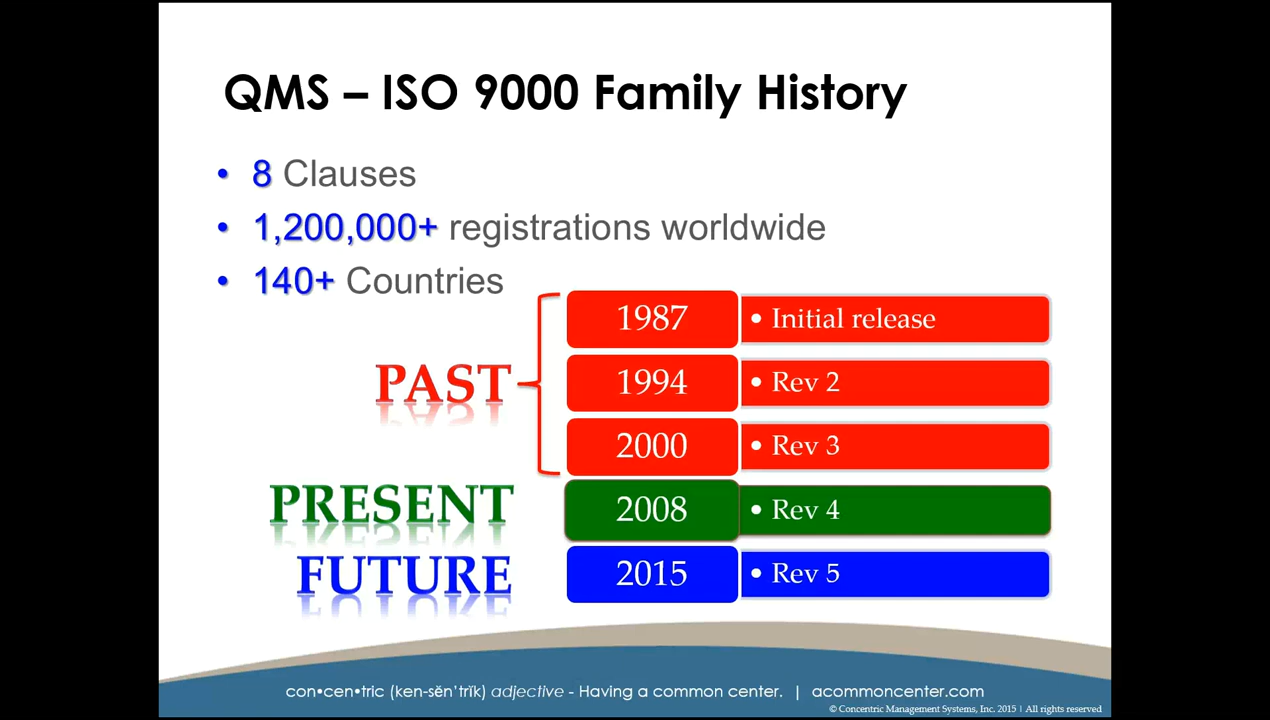 QMS – ISO 9000 Family History
• 8 Clauses
• 1,200,000+ registrations worldwide
• 140+ Countries
PAST
1987 • Initial release
1994 • Rev 2
2000 • Rev 3
PRESENT 2008 • Rev 4
FUTURE 2015 • Rev 5
con•cen•tric (ken-sĕn'trĭk) adjective - Having a common center. | acommoncenter.com
© Concentric Management Systems, Inc. 2015 | All rights reserved